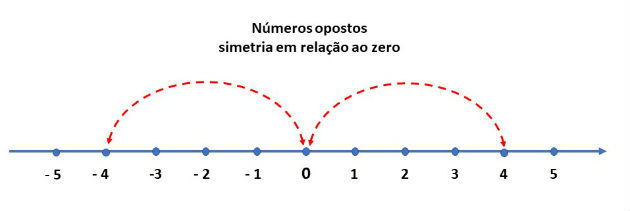 Números opostos
simetria em relação ao zero
- 5 - 4 -3 - 2 - 1 0 1 2 3 4 5